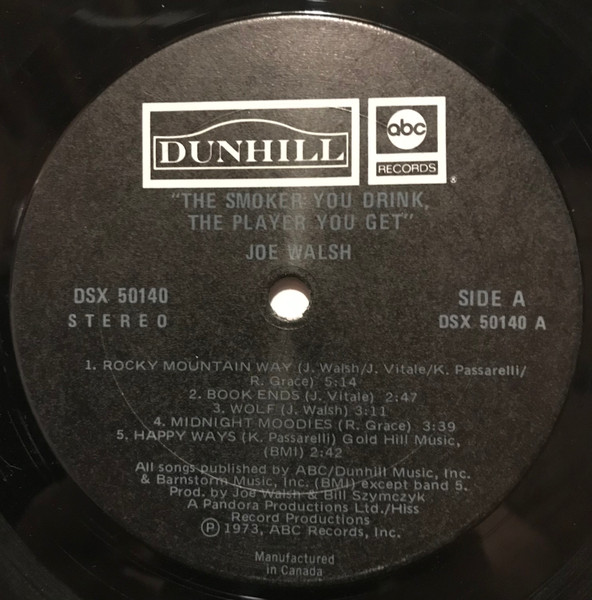 DUNHILL
abc
RECORDS
®
"THE SMOKER YOU DRINK,
THE PLAYER YOU GET"
JOE WALSH
DSX 50140
STEREO
SIDE A
DSX 50140 A
1. ROCKY MOUNTAIN WAY (J. Walsh/J. Vitale/K. Passarelli/
R. Grace) 5:14
2. BOOK ENDS (J. Vitale) 2:47
3. WOLF (J. Walsh) 3:11
4. MIDNIGHT MOODIES (R. Grace) 3:39
5. HAPPY WAYS (K. Passarelli) Gold Hill Music,
(BMI) 2:42
All songs published by ABC/Dunhill Music, Inc.
& Barnstorm Music, Inc. (BMI) except band 5.
Prod. by Joe Walsh & Bill Szymczyk
A Pandora Productions Ltd./Hiss
Record Productions
Ⓟ 1973, ABC Records, Inc.
Manufactured
in Canada